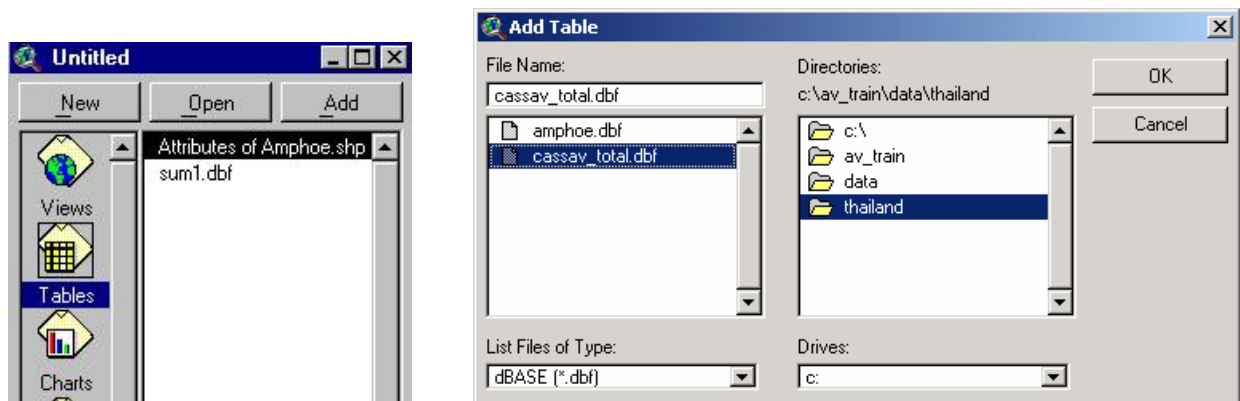 Untitled
New
Open
Add
Attributes of Amphoe.shp
sum1.dbf
Views
Tables
Charts
Add Table
File Name:
cassav_total.dbf
amphoe.dbf
cassav_total.dbf
List Files of Type:
dBASE (*.dbf)
Directories:
c:\av_train\data\thailand
c:\
av_train
data
thailand
Drives:
c:
OK
Cancel